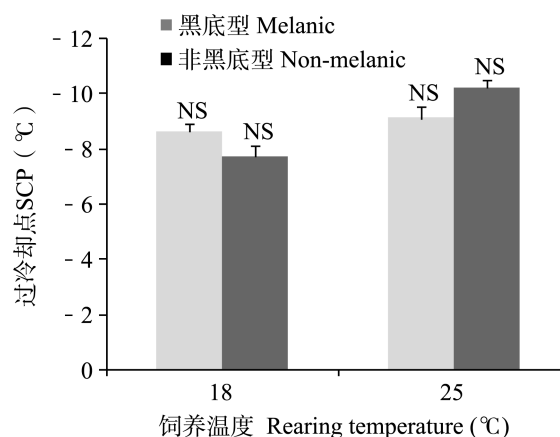 黑底型 Melanic
非黑底型 Non-melanic
- 12
- 10
- 8
- 6
- 4
- 2
0
过冷却点SCP（℃）
NS
NS
NS
NS
18
25
饲养温度 Rearing temperature (℃)